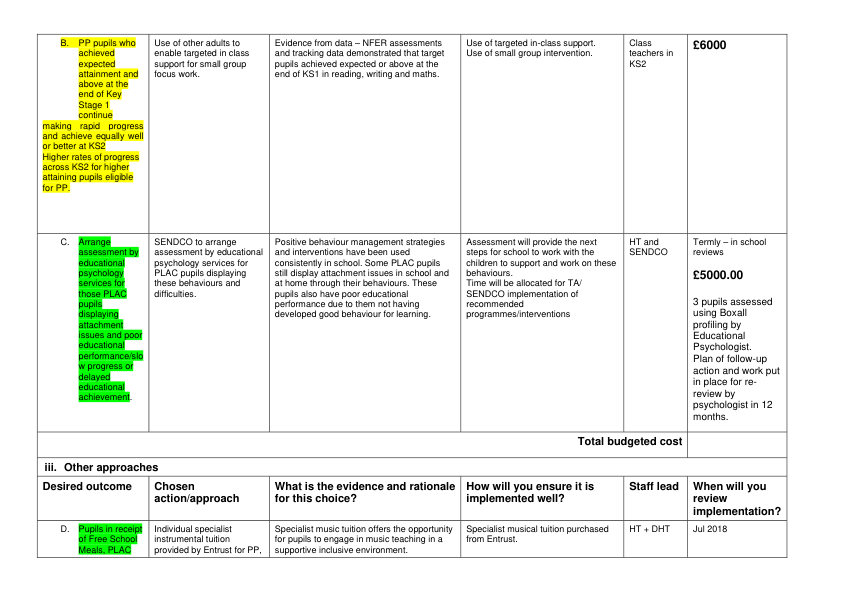 B. PP pupils who
achieved
expected
attainment and
above at the
end of Key
Stage 1
continue
making rapid progress
and achieve equally well
or better at KS2
Higher rates of progress
across KS2 for higher
attaining pupils eligible
for PP.
Use of other adults to
enable targeted in class
support for small group
focus work.
Evidence from data – NFER assessments
and tracking data demonstrated that target
pupils achieved expected or above at the
end of KS1 in reading, writing and maths.
Use of targeted in-class support.
Use of small group intervention.
Class
teachers in
KS2
£6000
C. Arrange
assessment by
educational
psychology
services for
those PLAC
pupils
displaying
attachment
issues and poor
educational
performance/slo
w progress or
delayed
educational
achievement.
SENDCO to arrange
assessment by educational
psychology services for
PLAC pupils displaying
these behaviours and
difficulties.
Positive behaviour management strategies
and interventions have been used
consistently in school. Some PLAC pupils
still display attachment issues in school and
at home through their behaviours. These
pupils also have poor educational
performance due to them not having
developed good behaviour for learning.
Assessment will provide the next
steps for school to work with the
children to support and work on these
behaviours.
Time will be allocated for TA/
SENDCO implementation of
recommended
programmes/interventions
HT and
SENDCO
Termly – in school
reviews
£5000.00
3 pupils assessed
using Boxall
profiling by
Educational
Psychologist.
Plan of follow-up
action and work put
in place for re-
review by
psychologist in 12
months.
Total budgeted cost
iii. Other approaches
Desired outcome
Chosen
action/approach
What is the evidence and rationale
for this choice?
How will you ensure it is
implemented well?
Staff lead
When will you
review
implementation?
D. Pupils in receipt
of Free School
Meals, PLAC
Individual specialist
instrumental tuition
provided by Entrust for PP,
Specialist music tuition offers the opportunity
for pupils to engage in music teaching in a
supportive inclusive environment.
Specialist musical tuition purchased
from Entrust.
HT + DHT
Jul 2018